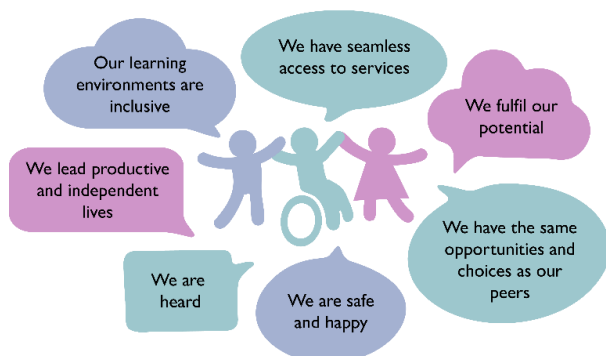 We have seamless
access to services
Our learning
environments are
inclusive
We fulfil our
potential
We lead productive
and independent
lives
We have the same
opportunities and
choices as our
peers
We are
heard
We are safe
and happy